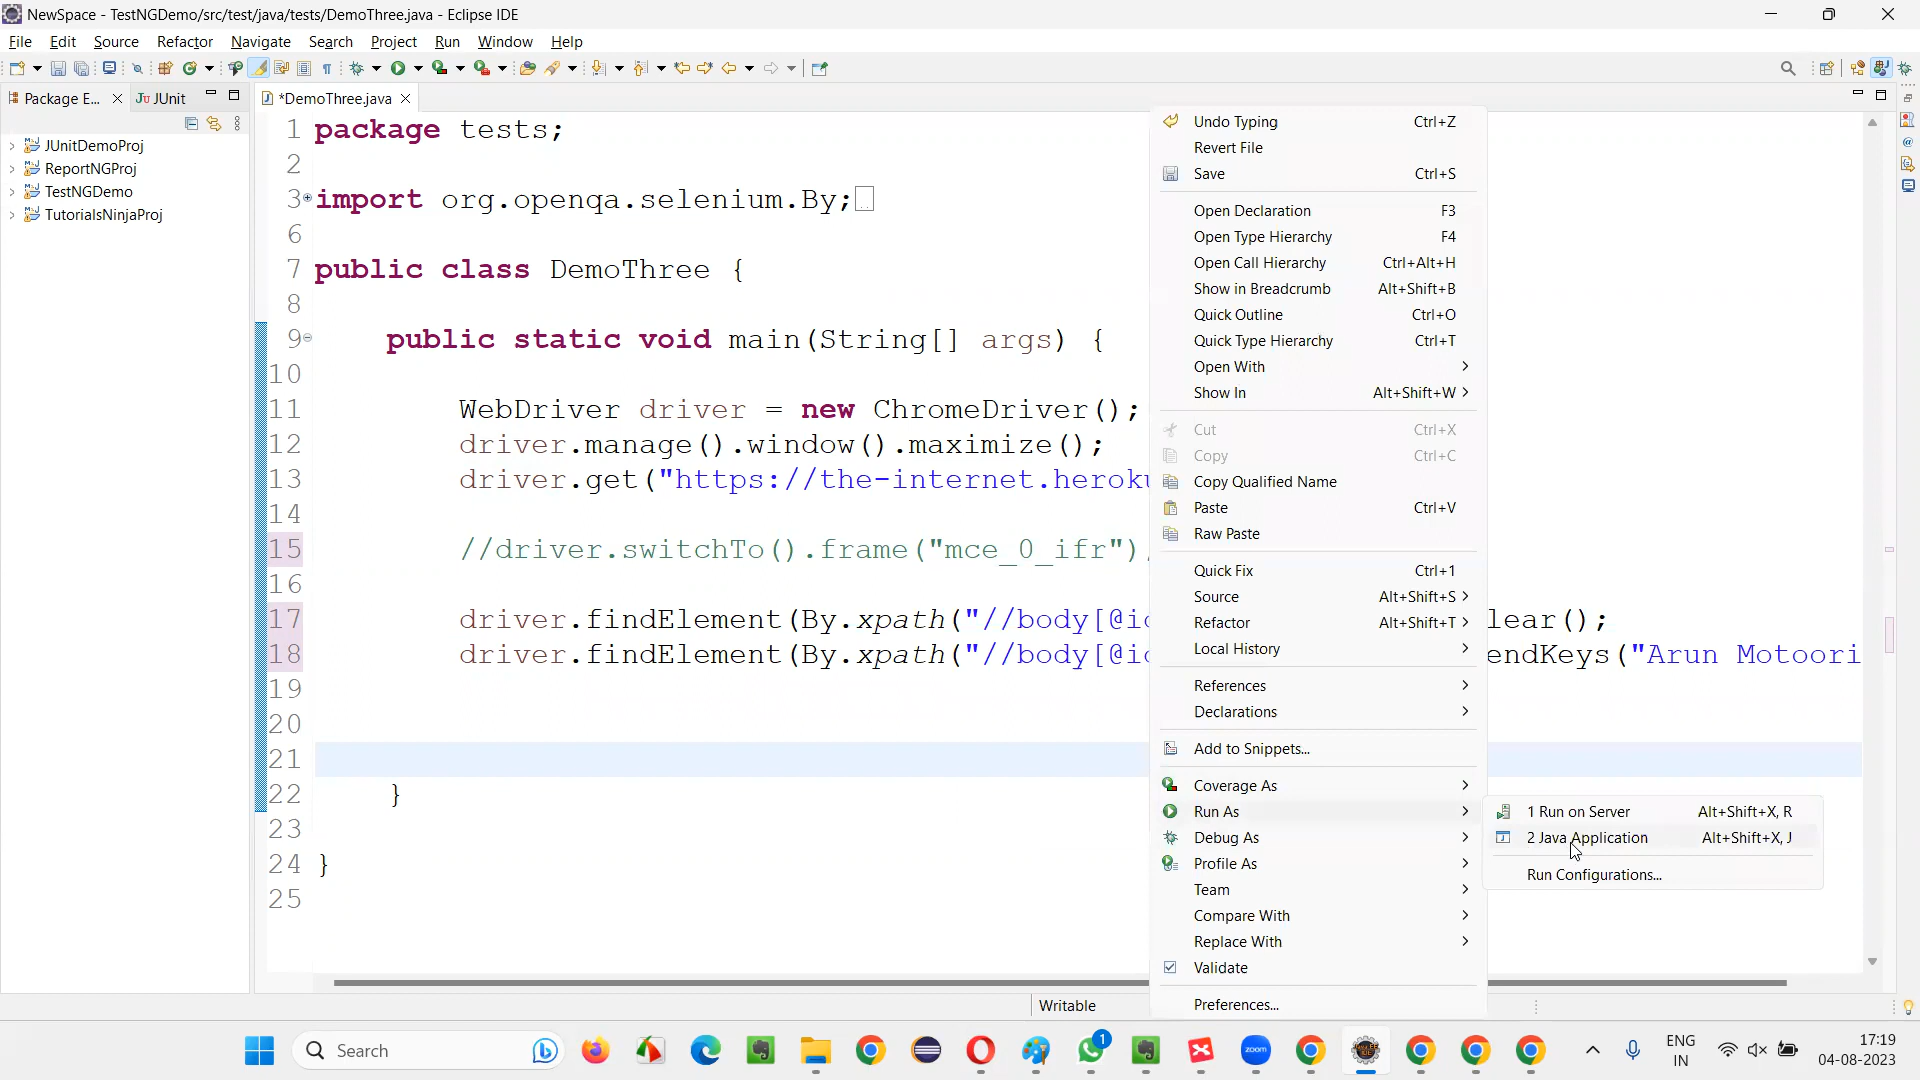 NewSpace - TestNGDemo/src/test/java/tests/DemoThree.java - Eclipse IDE
File Edit Source Refactor Navigate Search Project Run Window Help
Package E... JUnit
*DemoThree.java
JUnitDemoProj
ReportNGProj
TestNGDemo
TutorialsNinjaProj
1 package tests;
2
3 import org.openqa.selenium.By;
6
7 public class DemoThree {
8
9 public static void main(String[] args) {
10
11 WebDriver driver = new ChromeDriver();
12 driver.manage().window().maximize();
13 driver.get("https://the-internet.heroku
14
15 //driver.switchTo().frame("mce_0_ifr")
16
17 driver.findElement(By.xpath("//body[@id lear();
18 driver.findElement(By.xpath("//body[@id endKeys("Arun Motoori
19
20
21
22 }
23
24 }
25
Undo Typing Ctrl+Z
Revert File
Save Ctrl+S
Open Declaration F3
Open Type Hierarchy F4
Open Call Hierarchy Ctrl+Alt+H
Show in Breadcrumb Alt+Shift+B
Quick Outline Ctrl+O
Quick Type Hierarchy Ctrl+T
Open With
Show In Alt+Shift+W
Cut Ctrl+X
Copy Ctrl+C
Copy Qualified Name
Paste Ctrl+V
Raw Paste
Quick Fix Ctrl+1
Source Alt+Shift+S
Refactor Alt+Shift+T
Local History
References
Declarations
Add to Snippets...
Coverage As
Run As
Debug As
Profile As
Team
Compare With
Replace With
Validate
Preferences...
1 Run on Server Alt+Shift+X, R
2 Java Application Alt+Shift+X, J
Run Configurations...
Writable
Search
zoom
1
ENG
IN
17:19
04-08-2023